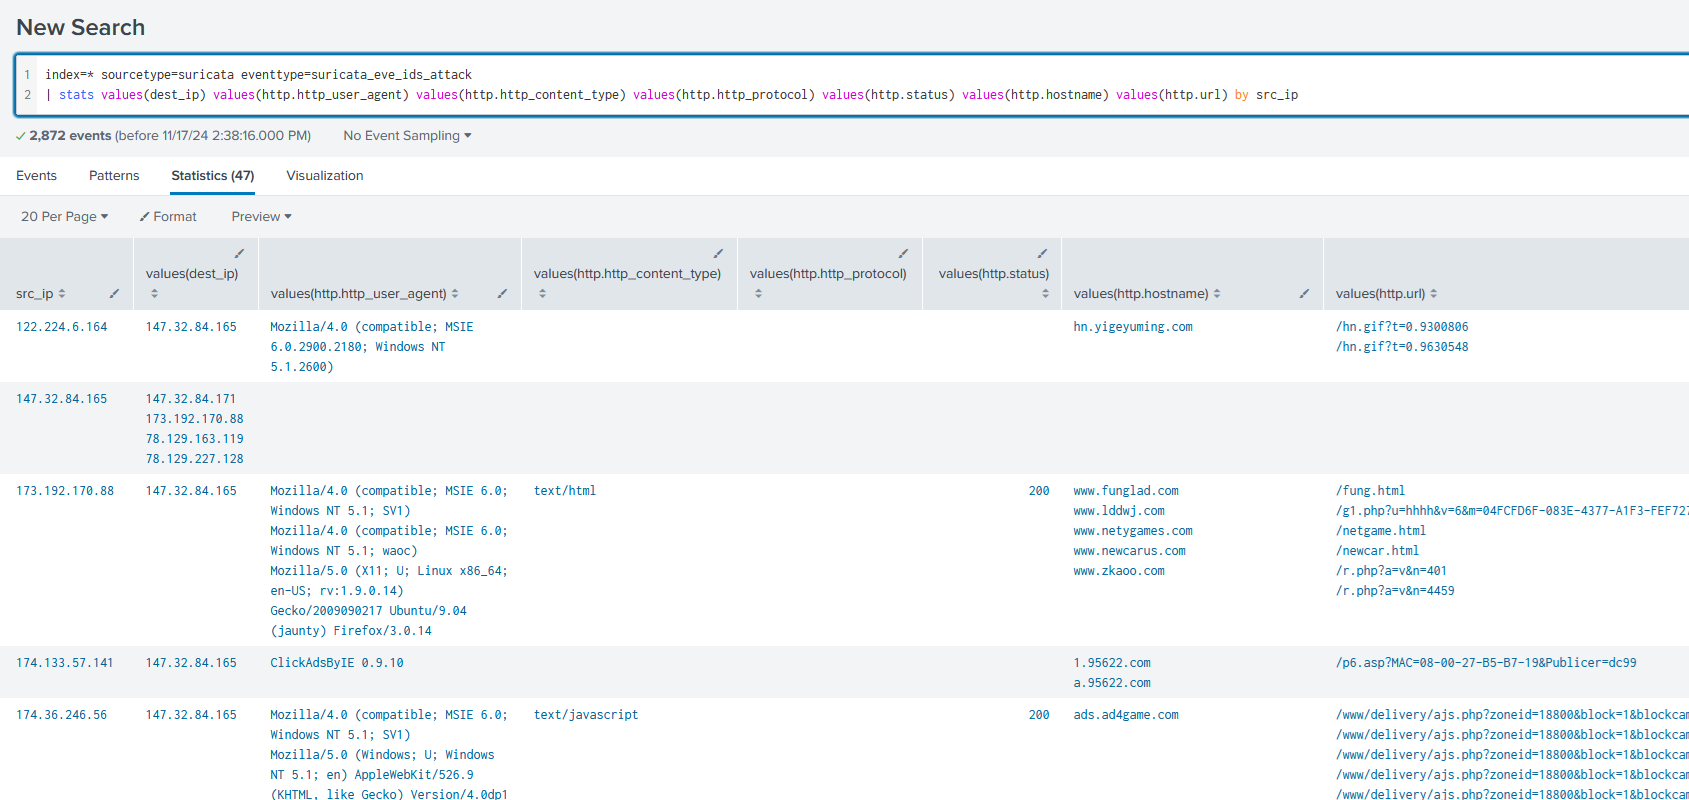 New Search
1 index=* sourcetype=suricata eventtype=suricata_eve_ids_attack
2 | stats values(dest_ip) values(http.http_user_agent) values(http.http_content_type) values(http.http_protocol) values(http.status) values(http.hostname) values(http.url) by src_ip
2,872 events (before 11/17/24 2:38:16.000 PM) No Event Sampling
Events Patterns Statistics (47) Visualization
20 Per Page Format Preview
src_ip values(dest_ip) values(http.http_user_agent) values(http.http_content_type) values(http.http_protocol) values(http.status) values(http.hostname) values(http.url)
122.224.6.164 147.32.84.165 Mozilla/4.0 (compatible; MSIE hn.yigeyuming.com /hn.gif?t=0.9300806
6.0.2900.2180; Windows NT /hn.gif?t=0.9630548
5.1.2600)
147.32.84.165 147.32.84.171
173.192.170.88
78.129.163.119
78.129.227.128
173.192.170.88 147.32.84.165 Mozilla/4.0 (compatible; MSIE 6.0; text/html 200 www.funglad.com /fung.html
Windows NT 5.1; SV1) www.lddwj.com /g1.php?u=hhhh&v=6&m=04FCFD6F-083E-4377-A1F3-FEF727
Mozilla/4.0 (compatible; MSIE 6.0; www.netygames.com /netgame.html
Windows NT 5.1; waoc) www.newcarus.com /newcar.html
Mozilla/5.0 (X11; U; Linux x86_64; www.zkaoo.com /r.php?a=v&n=401
en-US; rv:1.9.0.14) /r.php?a=v&n=4459
Gecko/2009090217 Ubuntu/9.04
(jaunty) Firefox/3.0.14
174.133.57.141 147.32.84.165 ClickAdsByIE 0.9.10 1.95622.com /p6.asp?MAC=08-00-27-B5-B7-19&Publicer=dc99
a.95622.com
174.36.246.56 147.32.84.165 Mozilla/4.0 (compatible; MSIE 6.0; text/javascript 200 ads.ad4game.com /www/delivery/ajs.php?zoneid=18800&block=1&blockcam
Windows NT 5.1; SV1) /www/delivery/ajs.php?zoneid=18800&block=1&blockcam
Mozilla/5.0 (Windows; U; Windows /www/delivery/ajs.php?zoneid=18800&block=1&blockcam
NT 5.1; en) AppleWebKit/526.9 /www/delivery/ajs.php?zoneid=18800&block=1&blockcam
(KHTML, like Gecko) Version/4.0dp1 /www/delivery/ajs.php?zoneid=18800&block=1&blockcam